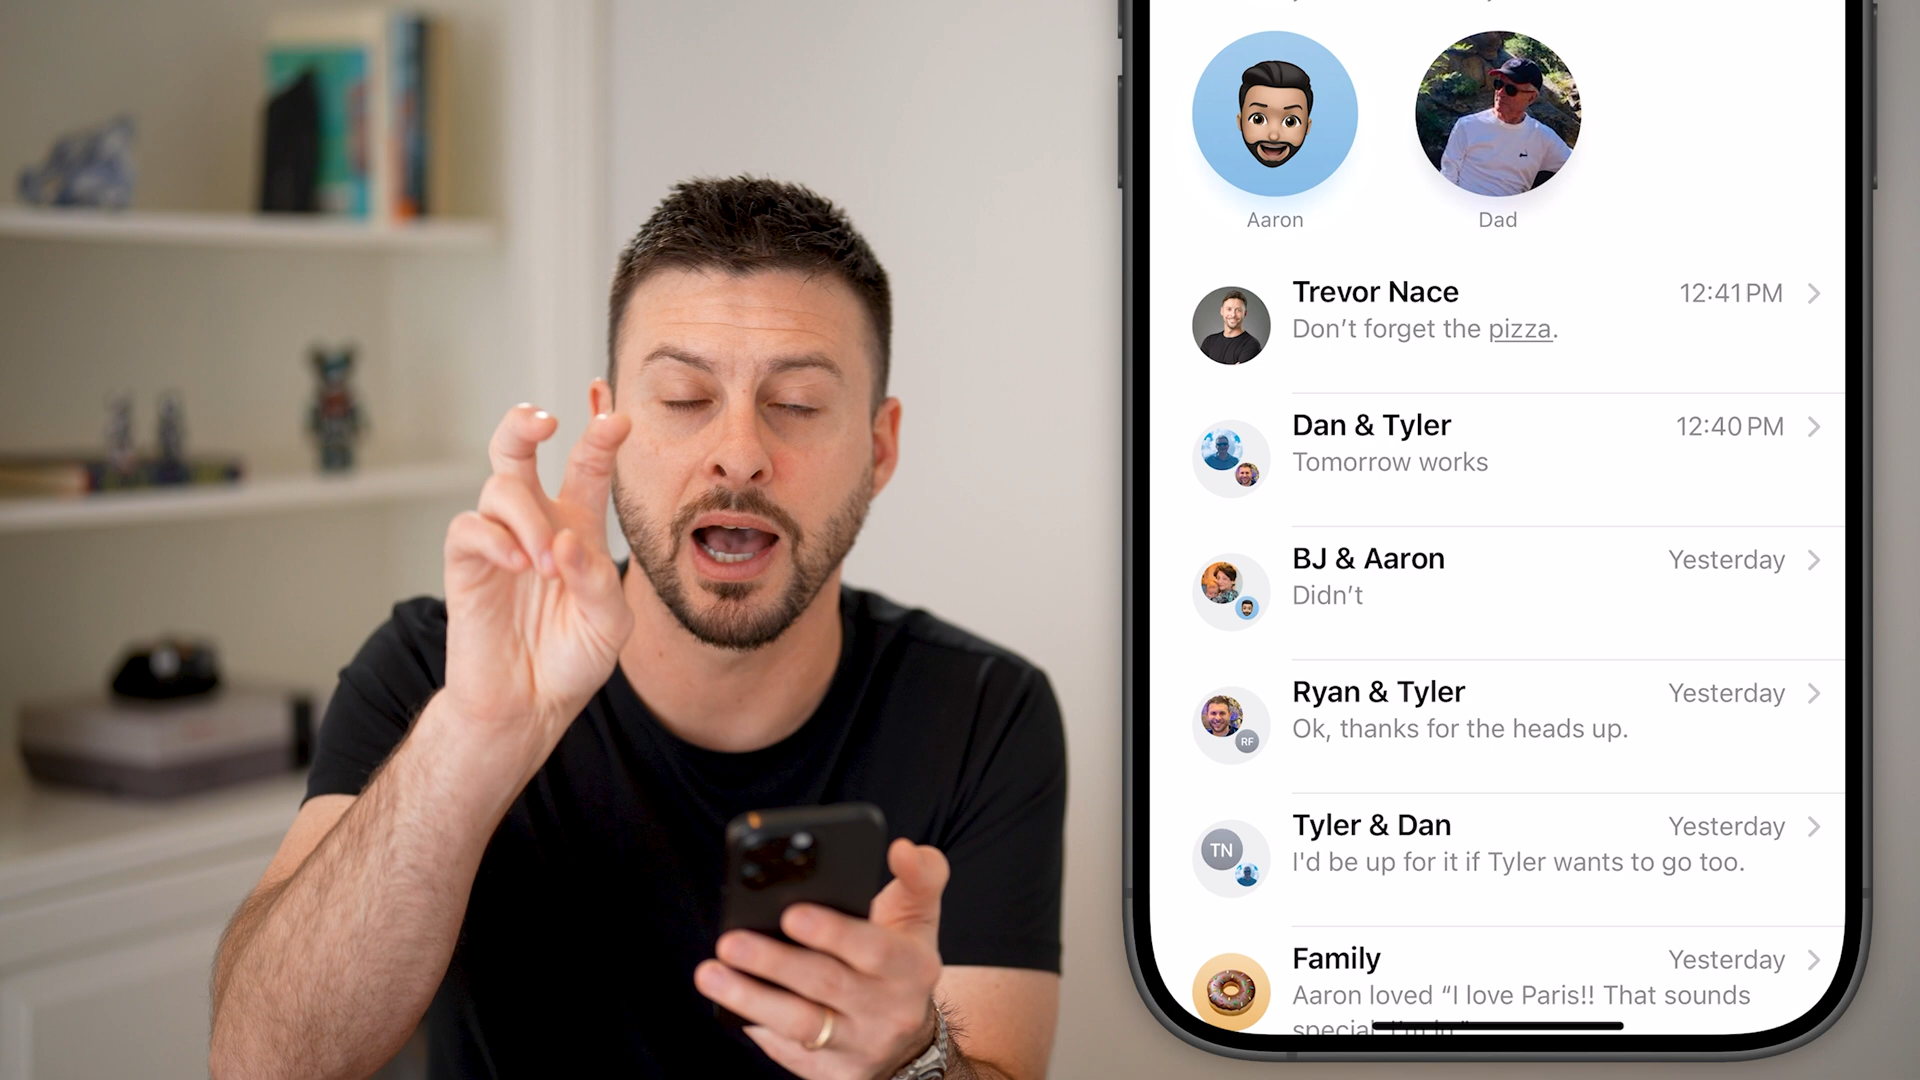 Aaron
Dad
Trevor Nace 12:41 PM
Don’t forget the pizza.
Dan & Tyler 12:40 PM
Tomorrow works
BJ & Aaron Yesterday
Didn’t
Ryan & Tyler Yesterday
RF
Ok, thanks for the heads up.
Tyler & Dan Yesterday
TN
I'd be up for it if Tyler wants to go too.
Family Yesterday
Aaron loved “I love Paris!! That sounds
special